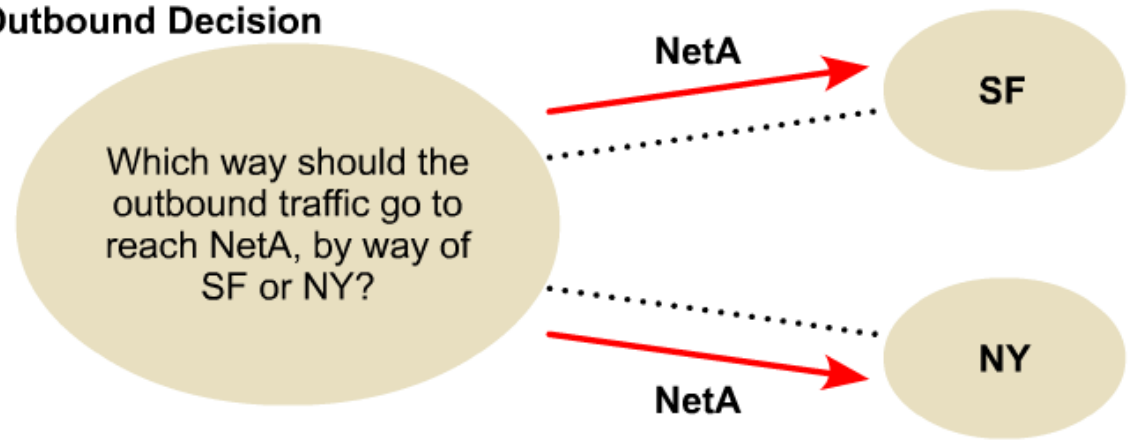 Outbound Decision
NetA
SF
Which way should the
outbound traffic go to
reach NetA, by way of
SF or NY?
NY
NetA